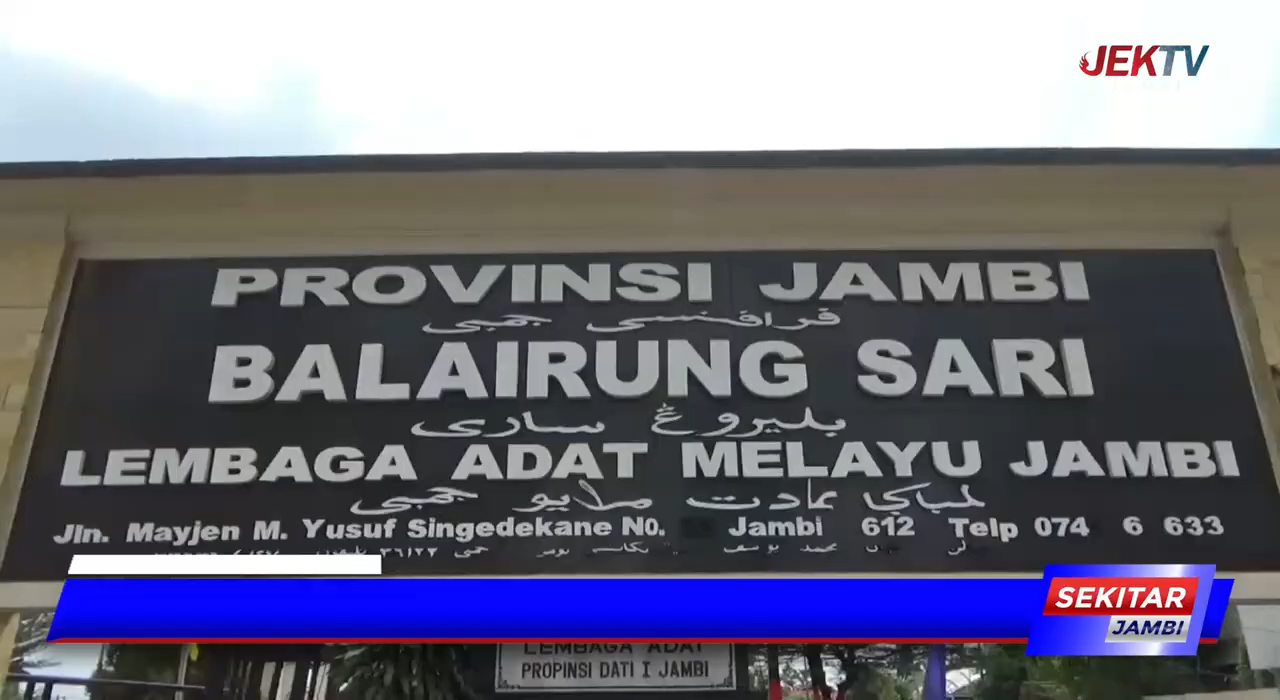 JEKTV
PROVINSI JAMBI
ڤراڤنسي جمبي
BALAIRUNG SARI
بليروڠ ساري
LEMBAGA ADAT MELAYU JAMBI
لمباݢ عادت ملايو جمبي
Jln. Mayjen M. Yusuf Singedekane No. Jambi 612 Telp 074 6 633
SEKITAR
JAMBI
LEMBAGA ADAT
PROPINSI DATI I JAMBI